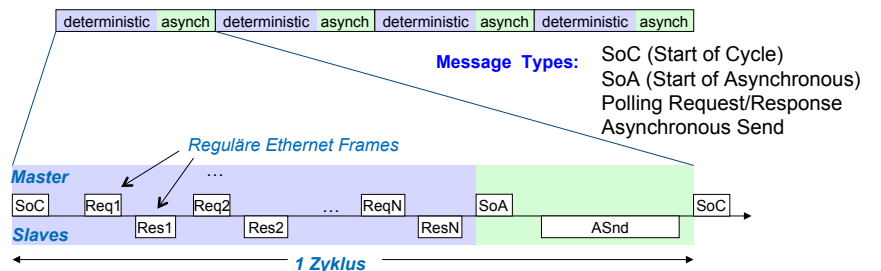 deterministic asynch deterministic asynch deterministic asynch deterministic asynch
Message Types:
SoC (Start of Cycle)
SoA (Start of Asynchronous)
Polling Request/Response
Asynchronous Send
Reguläre Ethernet Frames
Master
...
SoC Req1 Req2 ... ReqN SoA SoC
Res1 Res2 ResN ASnd
Slaves
1 Zyklus